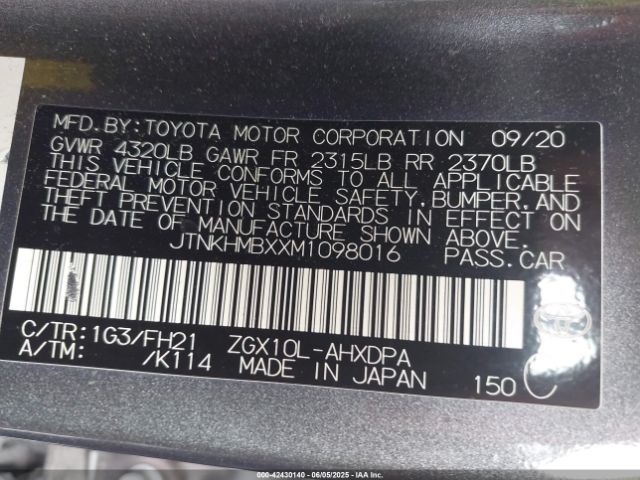 MFD.BY:TOYOTA MOTOR CORPORATION 09/20
GVWR 4320LB GAWR FR 2315LB RR 2370LB
THIS VEHICLE CONFORMS TO ALL APPLICABLE
FEDERAL MOTOR VEHICLE SAFETY,BUMPER,AND
THEFT PREVENTION STANDARDS IN EFFECT ON
THE DATE OF MANUFACTURE SHOWN ABOVE.
JTNKHMBXXM1098016 PASS.CAR
C/TR:1G3/FH21 ZGX10L-AHXDPA
A/TM: /K114 MADE IN JAPAN 150
C
000-42430140 - 06/05/2025 - IAA Inc.